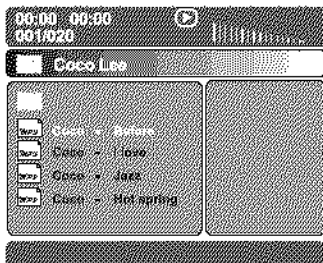 00:00 00:00
001/020
Coco Lee
Coco - Before
Coco - I love
Coco - Jazz
Coco - Hot spring